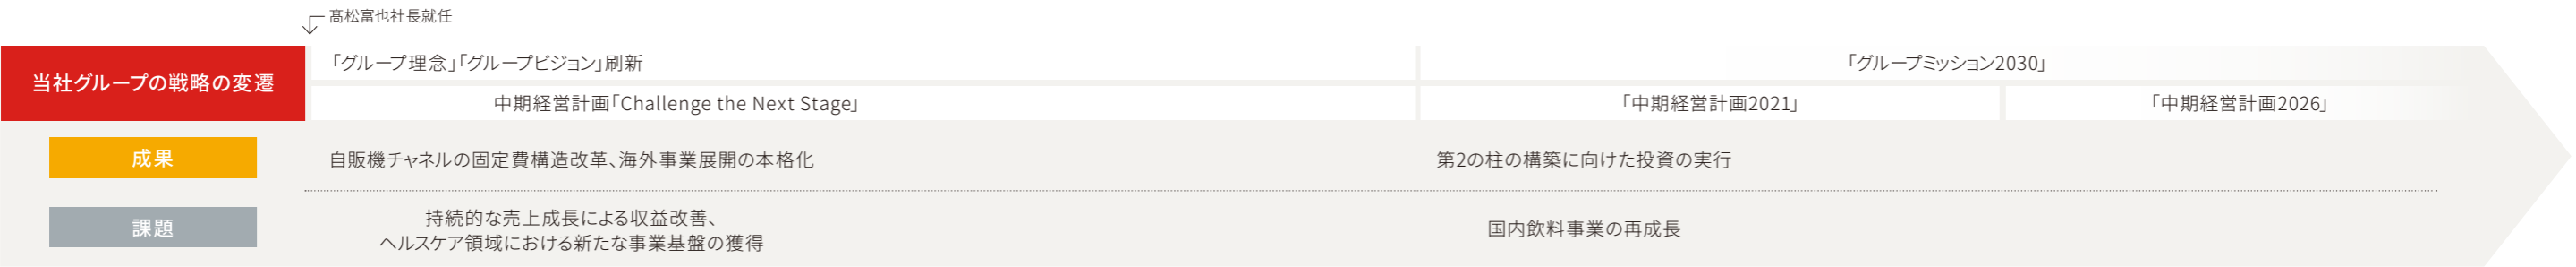 髙松富也社長就任
当社グループの戦略の変遷
「グループ理念」「グループビジョン」刷新
「グループミッション2030」
中期経営計画「Challenge the Next Stage」
「中期経営計画2021」
「中期経営計画2026」
成果
自販機チャネルの固定費構造改革、海外事業展開の本格化
第2の柱の構築に向けた投資の実行
課題
持続的な売上成長による収益改善、
ヘルスケア領域における新たな事業基盤の獲得
国内飲料事業の再成長